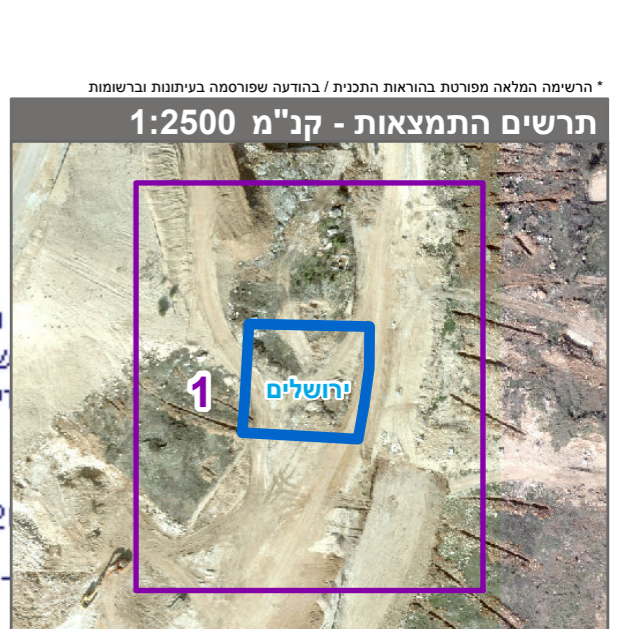 * הרשימה המלאה מפורטת בהוראות התכנית / בהודעה שפורסמה בעיתונות וברשומות
תרשים התמצאות - קנ"מ 1:2500
1
ירושלים